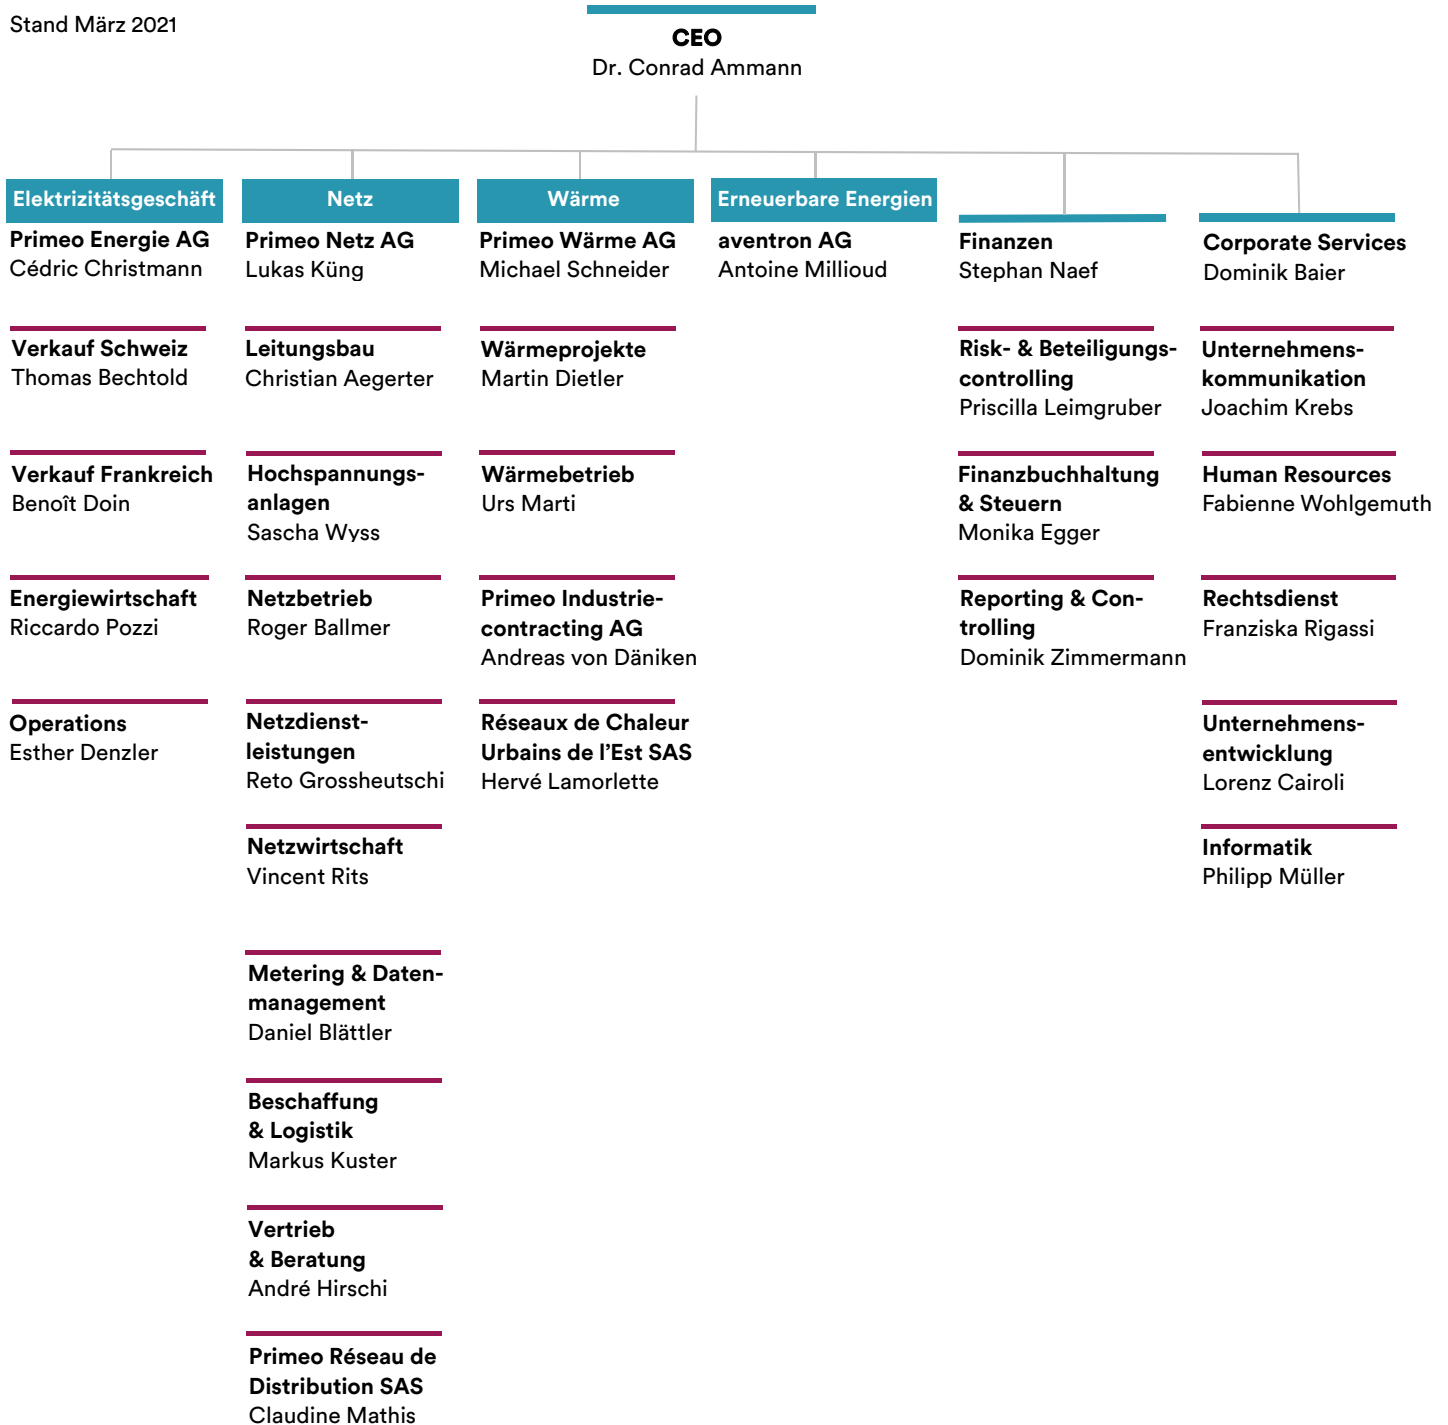 Stand März 2021
CEO
Dr. Conrad Ammann
Elektrizitätsgeschäft
Primeo Energie AG
Cédric Christmann
Verkauf Schweiz
Thomas Bechtold
Verkauf Frankreich
Benoît Doin
Energiewirtschaft
Riccardo Pozzi
Operations
Esther Denzler
Netz
Primeo Netz AG
Lukas Küng
Leitungsbau
Christian Aegerter
Hochspannungs-
anlagen
Sascha Wyss
Netzbetrieb
Roger Ballmer
Netzdienst-
leistungen
Reto Grossheutschi
Netzwirtschaft
Vincent Rits
Metering & Daten-
management
Daniel Blättler
Beschaffung
& Logistik
Markus Kuster
Vertrieb
& Beratung
André Hirschi
Primeo Réseau de
Distribution SAS
Claudine Mathis
Wärme
Primeo Wärme AG
Michael Schneider
Wärmeprojekte
Martin Dietler
Wärmebetrieb
Urs Marti
Primeo Industrie-
contracting AG
Andreas von Däniken
Réseaux de Chaleur
Urbains de l’Est SAS
Hervé Lamorlette
Erneuerbare Energien
aventron AG
Antoine Millioud
Finanzen
Stephan Naef
Risk- & Beteiligungs-
controlling
Priscilla Leimgruber
Finanzbuchhaltung
& Steuern
Monika Egger
Reporting & Con-
trolling
Dominik Zimmermann
Corporate Services
Dominik Baier
Unternehmens-
kommunikation
Joachim Krebs
Human Resources
Fabienne Wohlgemuth
Rechtsdienst
Franziska Rigassi
Unternehmens-
entwicklung
Lorenz Cairoli
Informatik
Philipp Müller